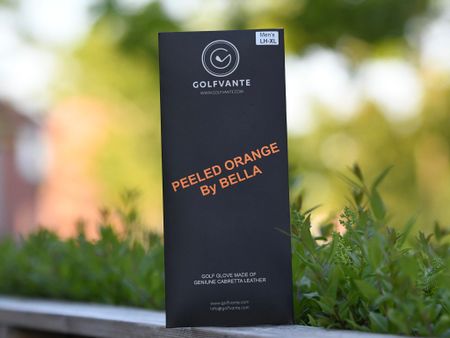 Men's
LH-XL
GOLFVANTE
WWW.GOLFVANTE.COM
PEELED ORANGE
By BELLA
GOLF GLOVE MADE OF
GENIUNE CABRETTA LEATHER
www.golfvante.com
info@golfvante.com